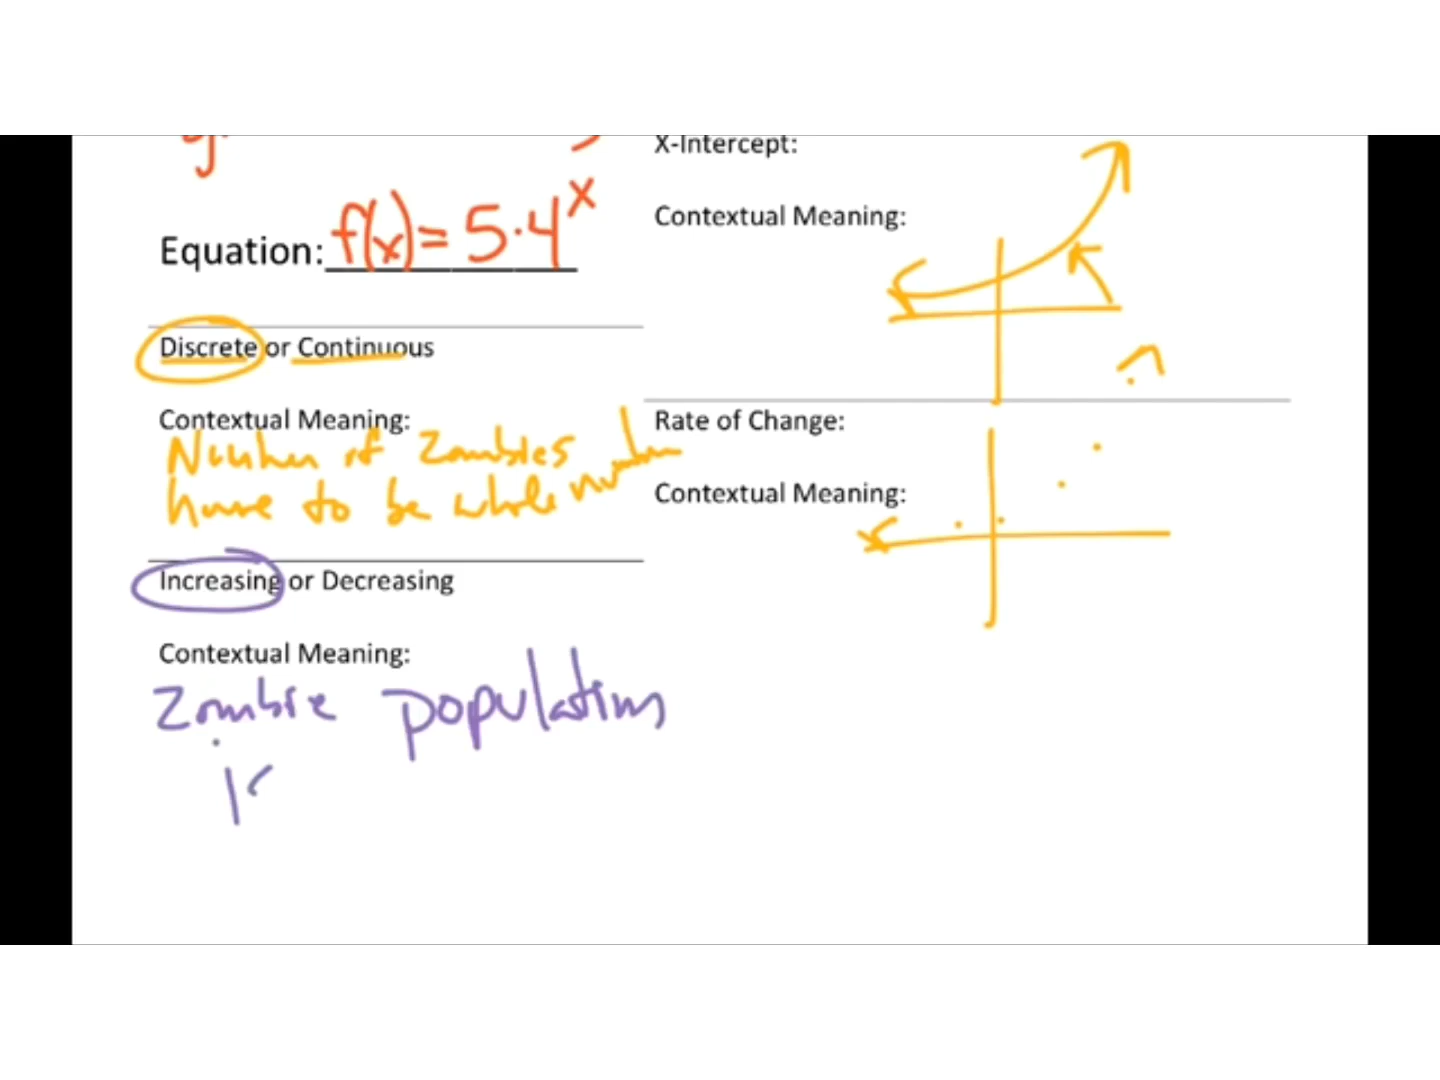 Equation: f(x) = 5·4^x
Discrete or Continuous
Contextual Meaning:
Number of Zombies
have to be whole number
Increasing or Decreasing
Contextual Meaning:
Zombie population
X-Intercept:
Contextual Meaning:
Rate of Change:
Contextual Meaning: